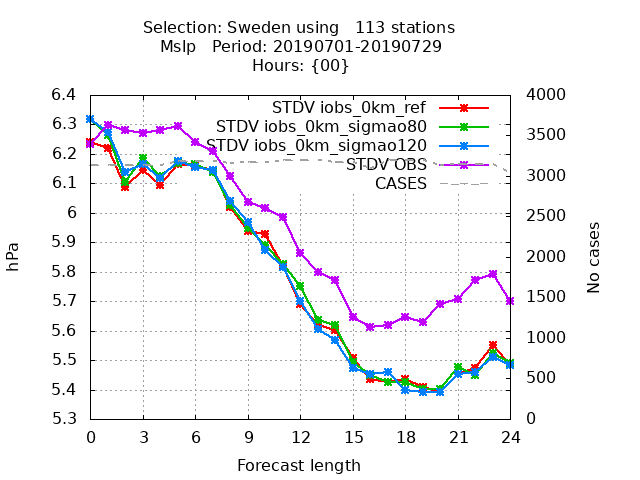 Selection: Sweden using 113 stations
Mslp Period: 20190701-20190729
Hours: {00}
STDV iobs_0km_ref
STDV iobs_0km_sigmao80
STDV iobs_0km_sigmao120
STDV OBS
CASES
6.4
6.3
6.2
6.1
6
5.9
5.8
5.7
5.6
5.5
5.4
5.3
hPa
4000
3500
3000
2500
2000
1500
1000
500
0
No cases
0 3 6 9 12 15 18 21 24
Forecast length